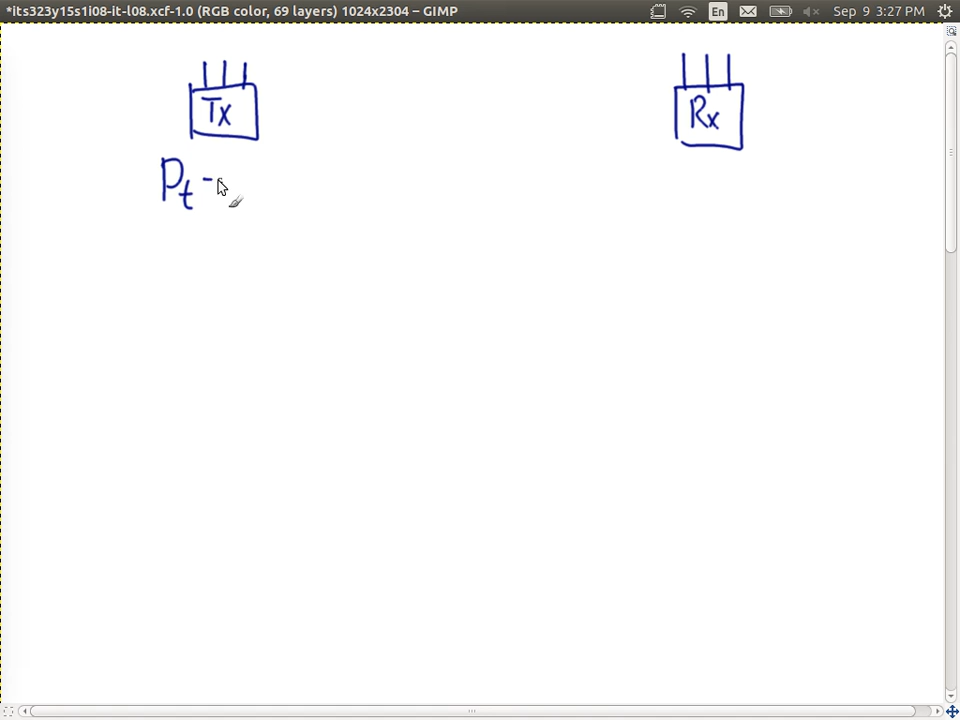 *its323y15s1i08-it-l08.xcf-1.0 (RGB color, 69 layers) 1024x2304 – GIMP
En
Sep 9 3:27 PM
Tx
Rx
Pt -